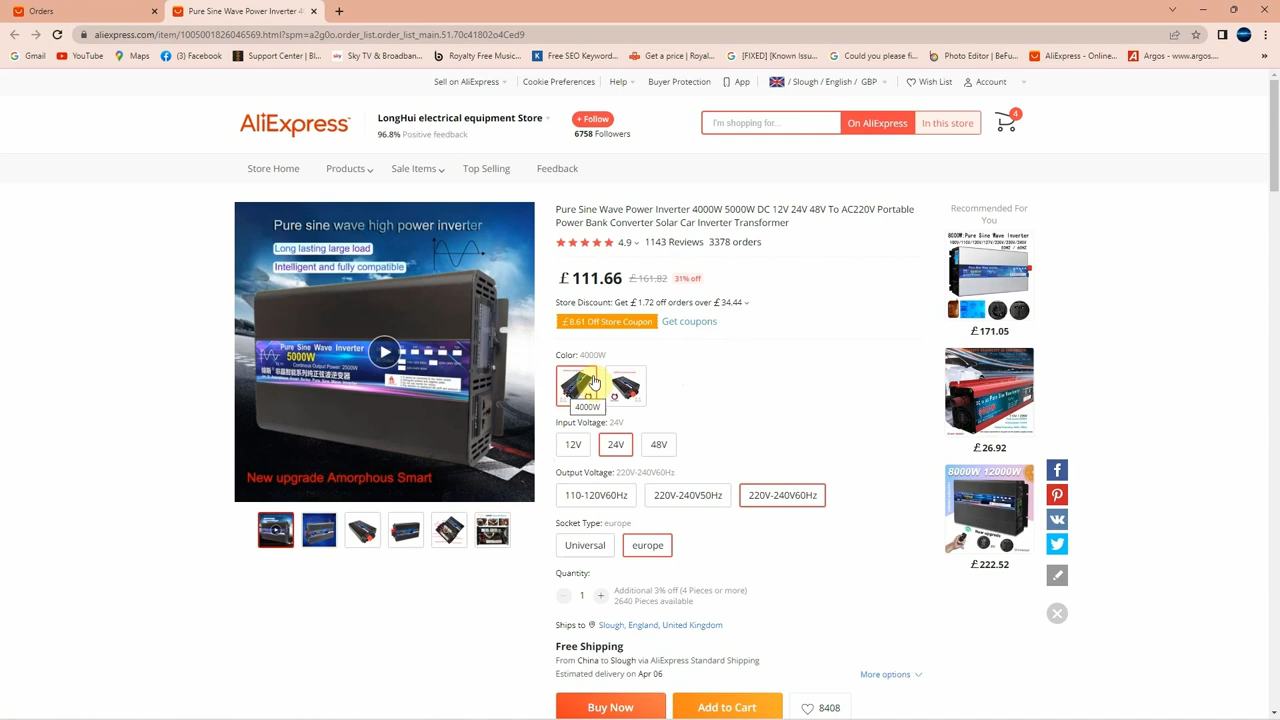 Orders
Pure Sine Wave Power Inverter 40
aliexpress.com/item/1005001826046569.html?spm=a2g0o.order_list.order_list_main.51.70c41802o4Ced9
Gmail
YouTube
Maps
(3) Facebook
Support Center | Bl...
Sky TV & Broadban...
Royalty Free Music...
Free SEO Keyword...
Get a price | Royal...
[FIXED] [Known Issu...
Could you please fi...
Photo Editor | BeFu...
AliExpress - Online...
Argos - www.argos....
Sell on AliExpress
Cookie Preferences
Help
Buyer Protection
App
/ Slough / English / GBP
Wish List
Account
AliExpress
LongHui electrical equipment Store
96.8% Positive feedback
+ Follow
6758 Followers
I'm shopping for...
On AliExpress
In this store
4
Store Home
Products
Sale Items
Top Selling
Feedback
Pure sine wave high power inverter
Long lasting large load
Intelligent and fully compatible
Pure Sine Wave Inverter
5000W
Continous Output Power 2500W
New upgrade Amorphous Smart
Pure Sine Wave Power Inverter 4000W 5000W DC 12V 24V 48V To AC220V Portable
Power Bank Converter Solar Car Inverter Transformer
4.9
1143 Reviews
3378 orders
£111.66
£161.82
31% off
Store Discount: Get £1.72 off orders over £34.44
£8.61 Off Store Coupon
Get coupons
Color: 4000W
4000W
Input Voltage: 24V
12V
24V
48V
Output Voltage: 220V-240V60Hz
110-120V60Hz
220V-240V50Hz
220V-240V60Hz
Socket Type: europe
Universal
europe
Quantity:
1
Additional 3% off (4 Pieces or more)
2640 Pieces available
Ships to
Slough, England, United Kingdom
Free Shipping
From China to Slough via AliExpress Standard Shipping
Estimated delivery on Apr 06
More options
Buy Now
Add to Cart
8408
Recommended For
You
8000W Pure Sine Wave Inverter
£171.05
£26.92
8000W 12000W
New upgrade
£222.52